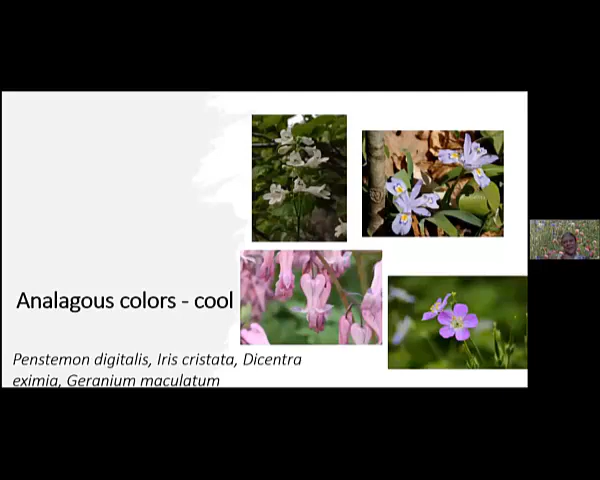 Analagous colors - cool
Penstemon digitalis, Iris cristata, Dicentra
eximia, Geranium maculatum